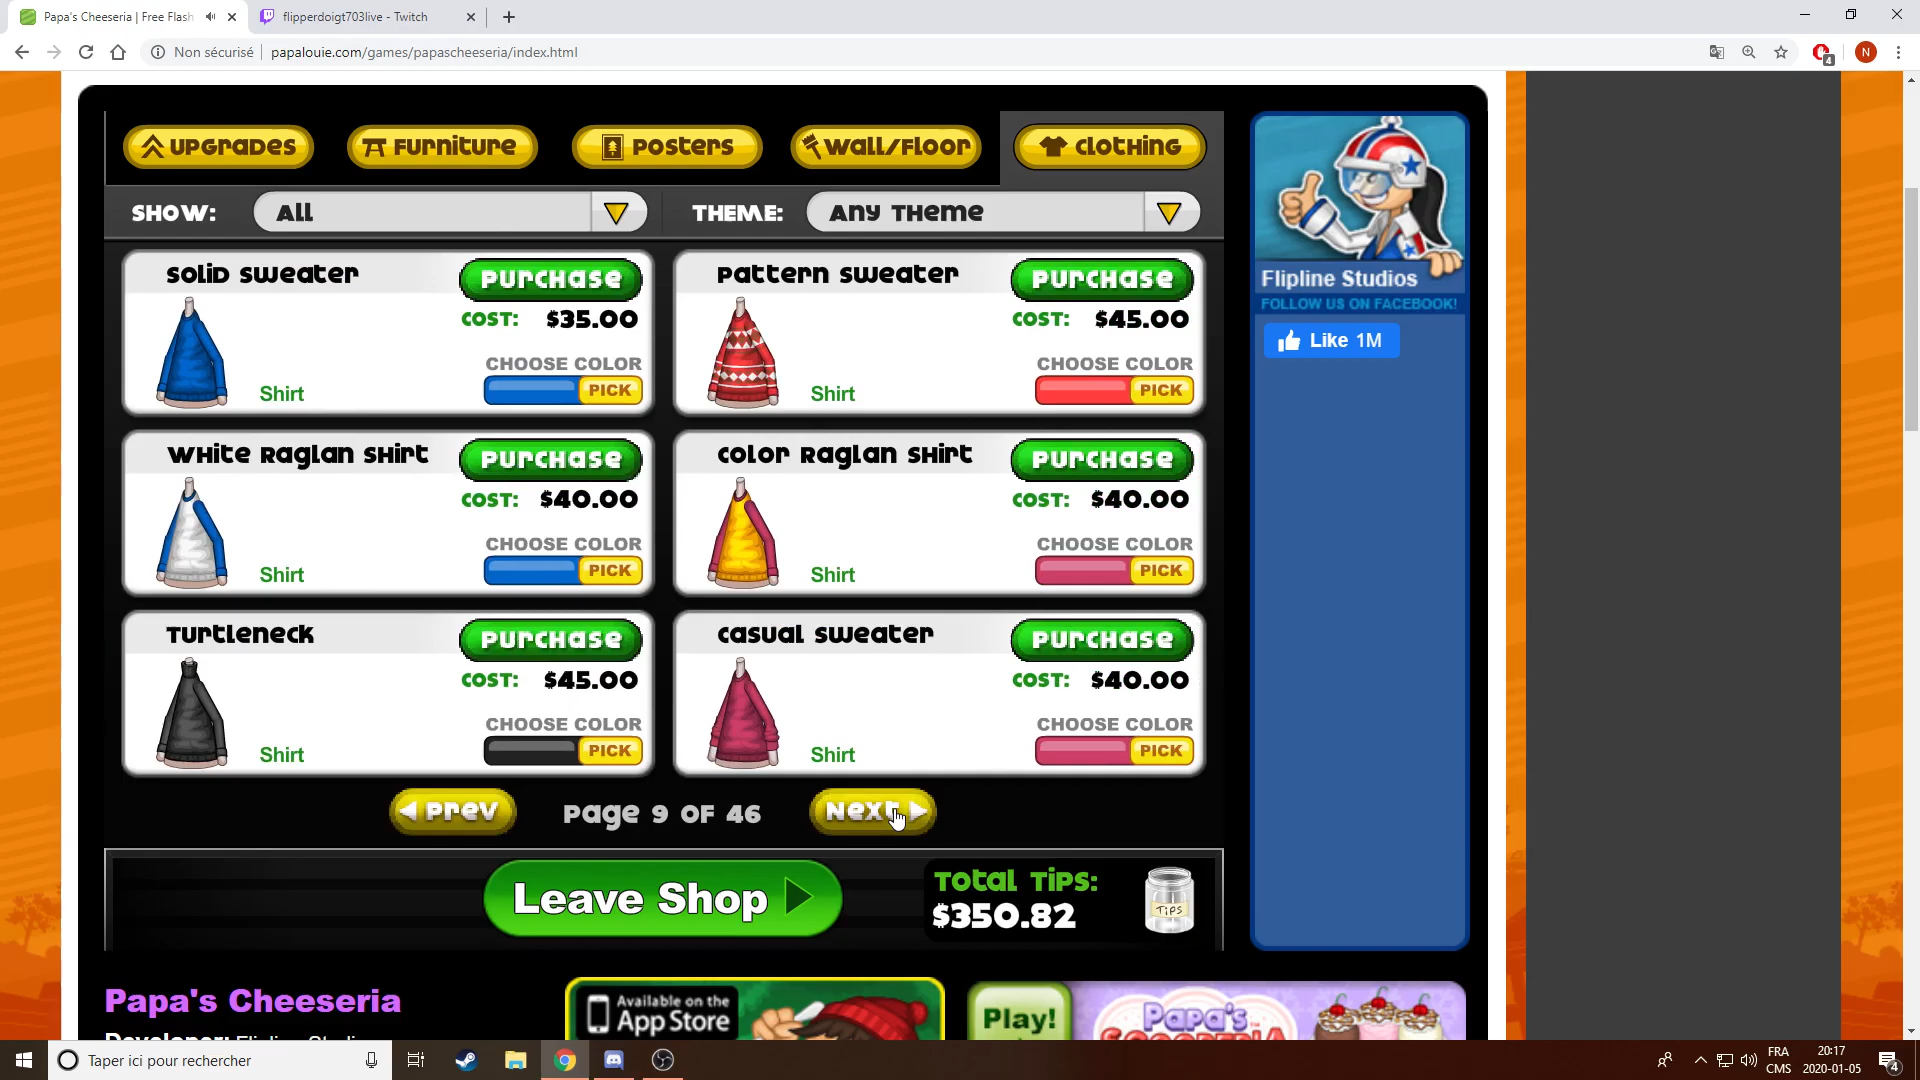 Papa's Cheeseria | Free Flash
flipperdoigt703live - Twitch
Non sécurisé
papalouie.com/games/papascheeseria/index.html
4
N
UPGRADES
FURNITURE
POSTERS
WALL/FLOOR
CLOTHING
SHOW: ALL
THEME: ANY THEME
SOLID SWEATER
PURCHASE
COST: $35.00
CHOOSE COLOR
Shirt
PICK
PATTERN SWEATER
PURCHASE
COST: $45.00
CHOOSE COLOR
Shirt
PICK
WHITE RAGLAN SHIRT
PURCHASE
COST: $40.00
CHOOSE COLOR
Shirt
PICK
COLOR RAGLAN SHIRT
PURCHASE
COST: $40.00
CHOOSE COLOR
Shirt
PICK
TURTLENECK
PURCHASE
COST: $45.00
CHOOSE COLOR
Shirt
PICK
CASUAL SWEATER
PURCHASE
COST: $40.00
CHOOSE COLOR
Shirt
PICK
PREV
PAGE 9 OF 46
NEXT
Leave Shop
TOTAL TIPS:
$350.82
TIPS
Flipline Studios
FOLLOW US ON FACEBOOK!
Like 1M
Papa's Cheeseria
Available on the
App Store
Play!
Papa's
Taper ici pour rechercher
FRA
CMS
20:17
2020-01-05
4